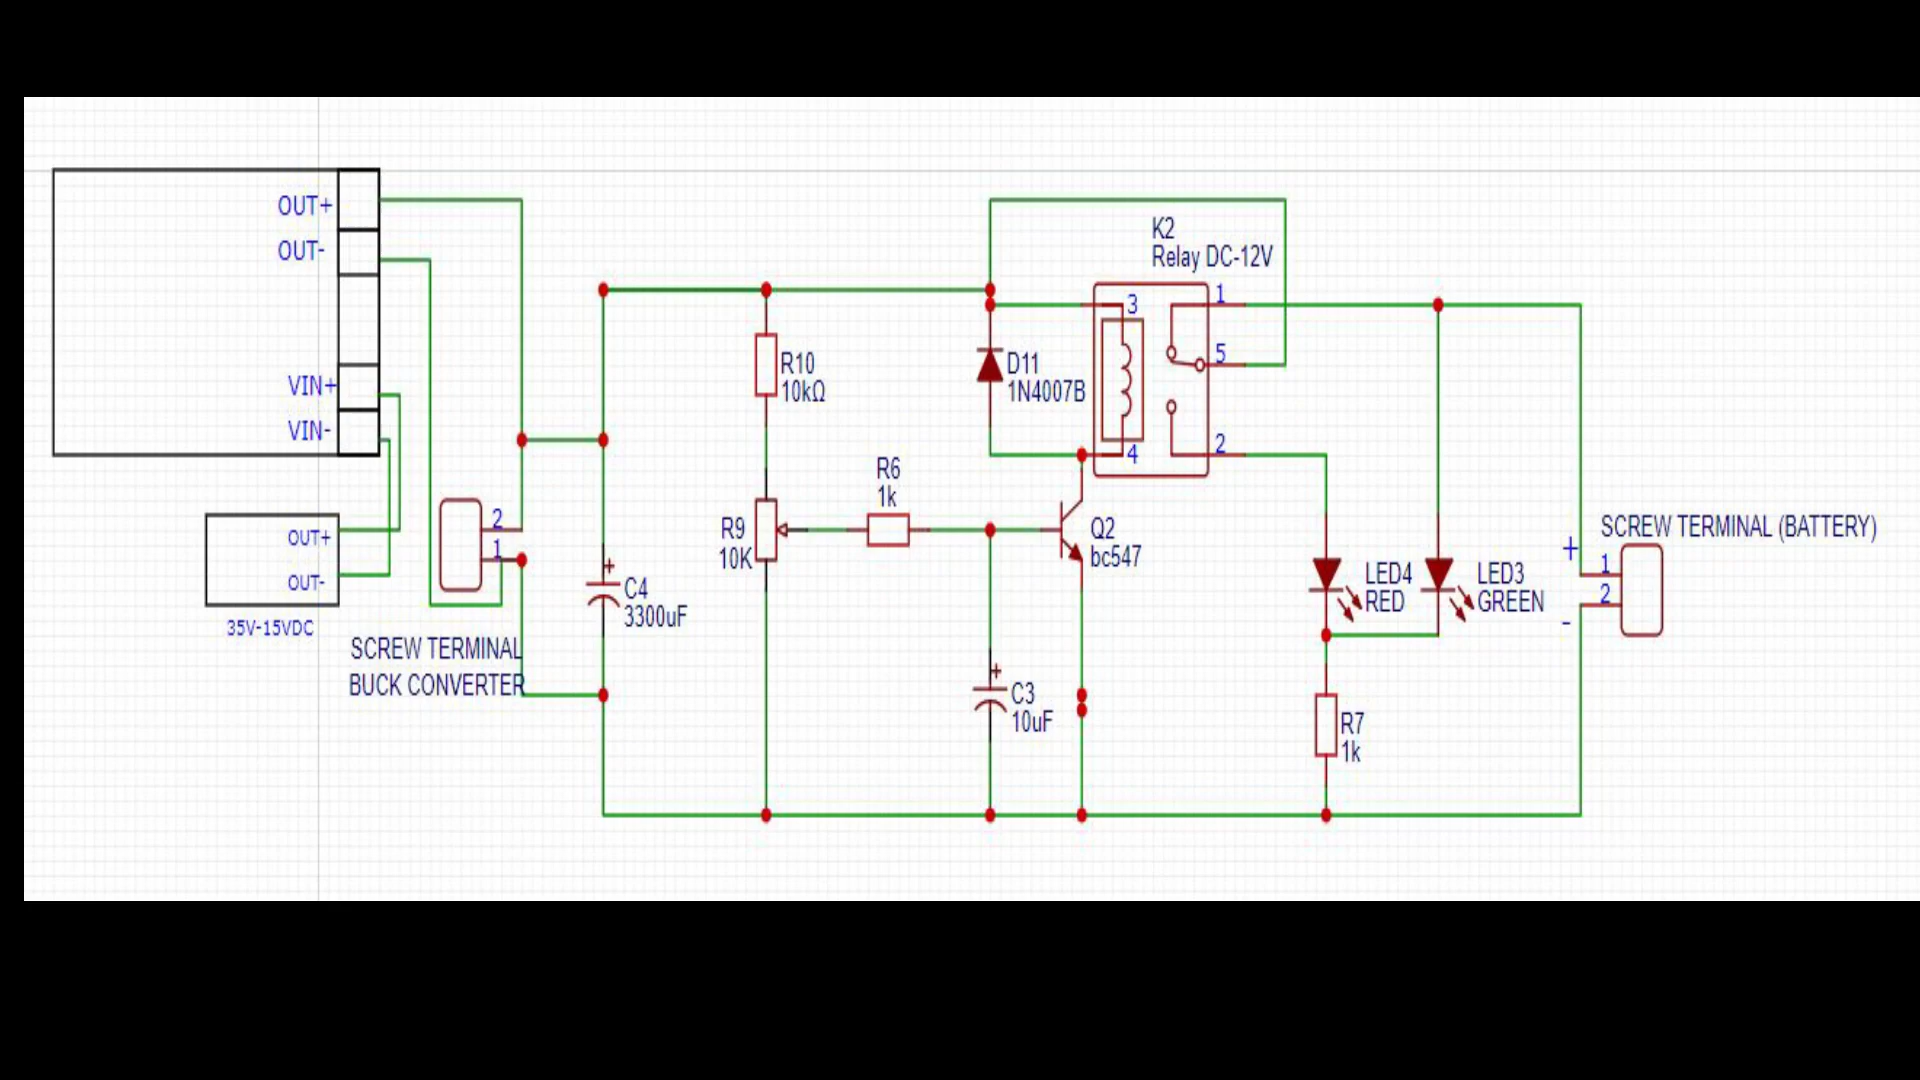 OUT+
OUT-
VIN+
VIN-
OUT+
OUT-
35V-15VDC
SCREW TERMINAL
BUCK CONVERTER
2
1
+
C4
3300uF
R10
10kΩ
R9
10K
R6
1k
+
C3
10uF
D11
1N4007B
Q2
bc547
K2
Relay DC-12V
3
4
1
5
2
LED4
RED
LED3
GREEN
R7
1k
SCREW TERMINAL (BATTERY)
+
1
2
-